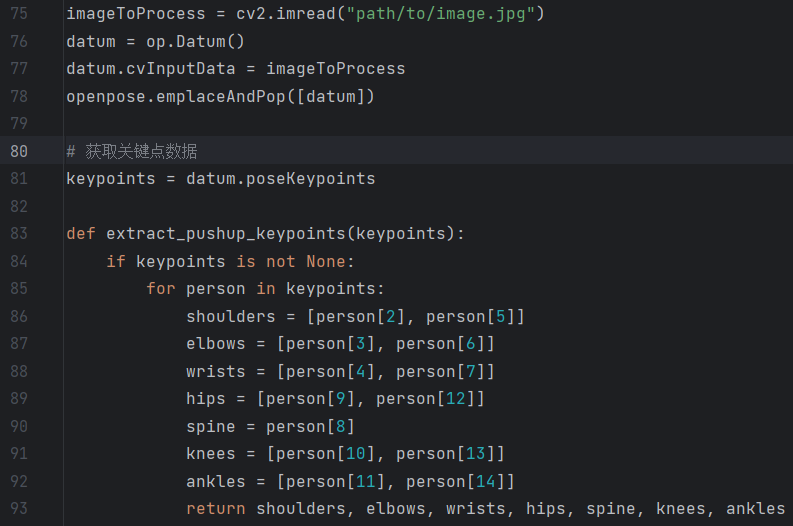 75 imageToProcess = cv2.imread("path/to/image.jpg")
76 datum = op.Datum()
77 datum.cvInputData = imageToProcess
78 openpose.emplaceAndPop([datum])
79
80 # 获取关键点数据
81 keypoints = datum.poseKeypoints
82
83 def extract_pushup_keypoints(keypoints):
84     if keypoints is not None:
85         for person in keypoints:
86             shoulders = [person[2], person[5]]
87             elbows = [person[3], person[6]]
88             wrists = [person[4], person[7]]
89             hips = [person[9], person[12]]
90             spine = person[8]
91             knees = [person[10], person[13]]
92             ankles = [person[11], person[14]]
93             return shoulders, elbows, wrists, hips, spine, knees, ankles